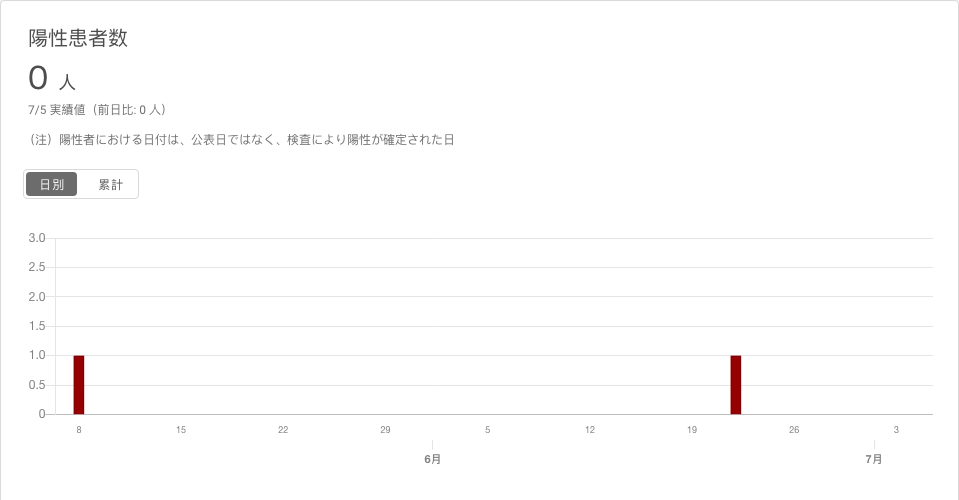 陽性患者数
0 人
7/5 実績値（前日比: 0 人）
（注）陽性者における日付は、公表日ではなく、検査により陽性が確定された日
日別 累計
3.0
2.5
2.0
1.5
1.0
0.5
0
8 15 22 29 5 12 19 26 3
6月 7月